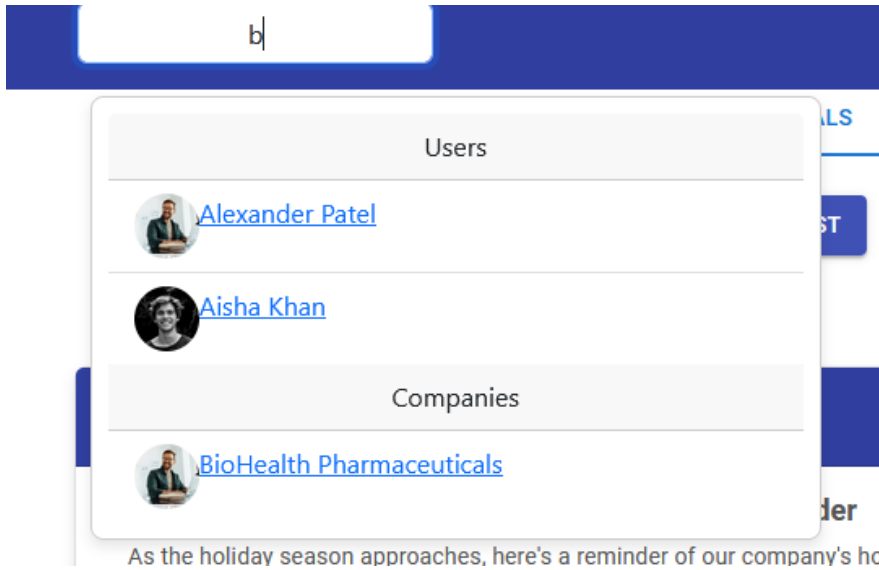 b
ALS
Users
Alexander Patel
ST
Aisha Khan
Companies
BioHealth Pharmaceuticals
der
As the holiday season approaches, here's a reminder of our company's ho